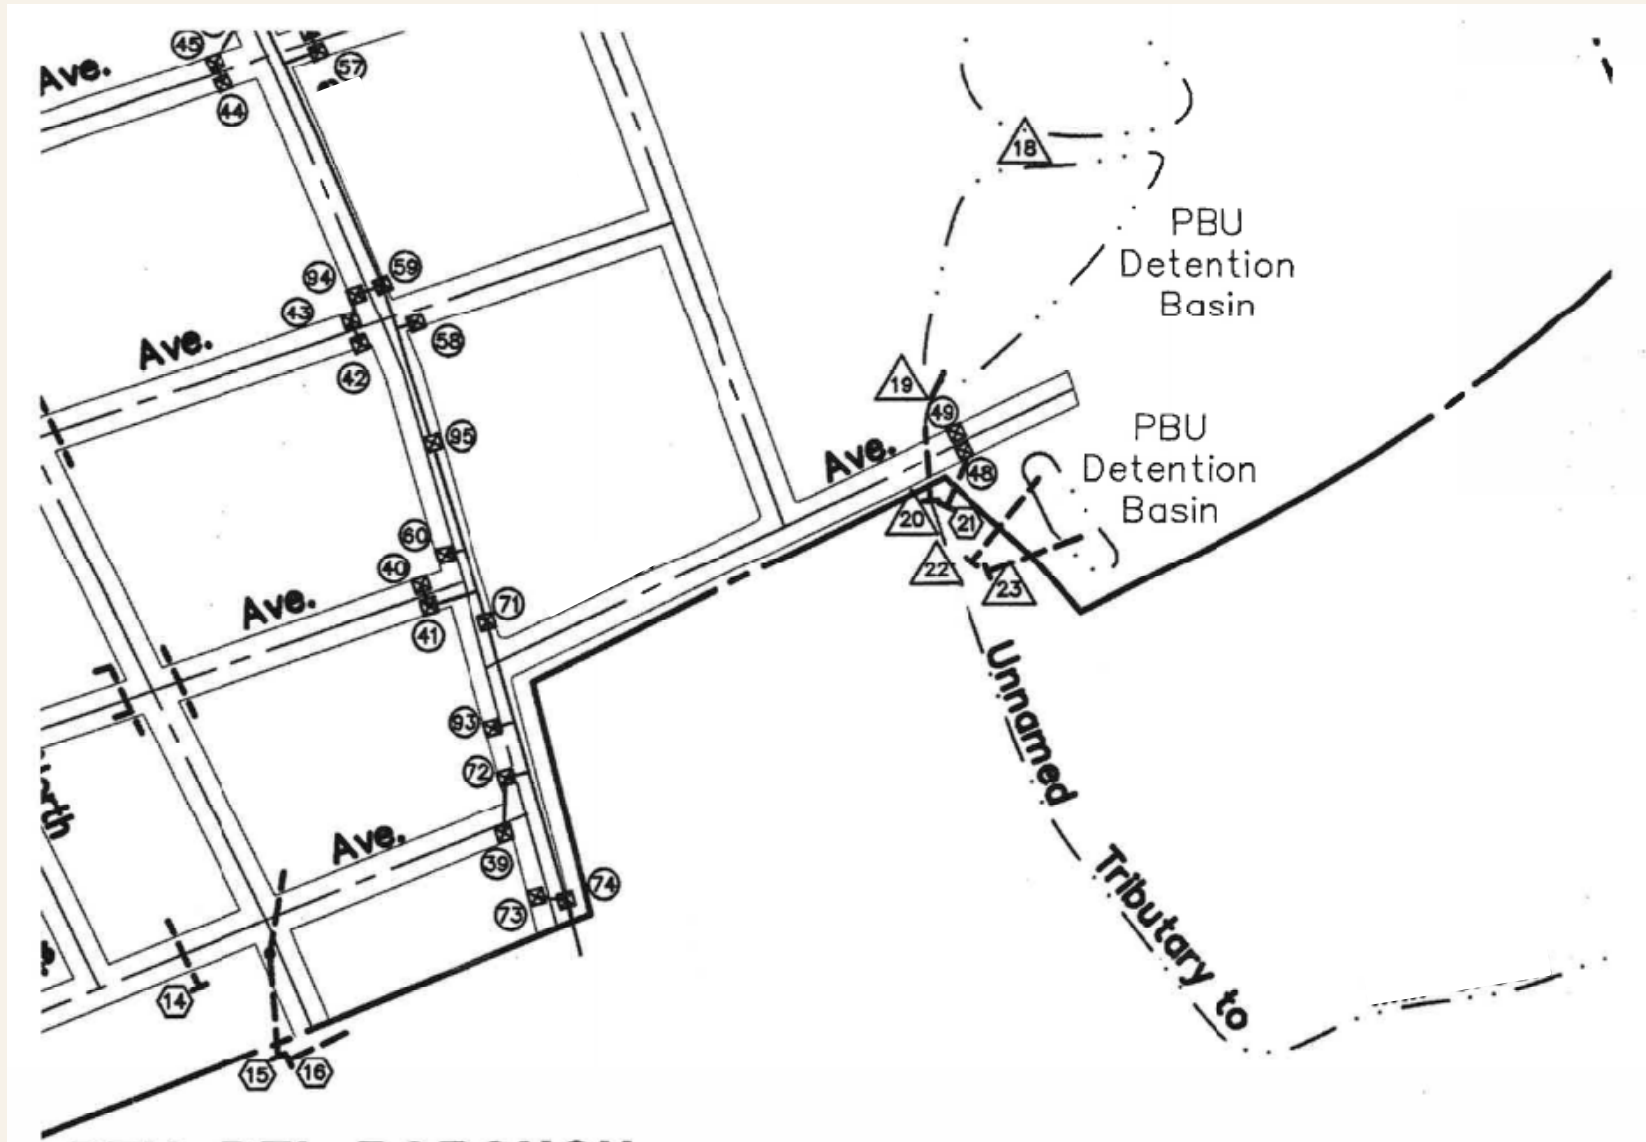 45
57
Ave.
44
18
PBU
Detention
Basin
94
59
43
Ave.
58
42
19
49
95
Ave.
48
PBU
Detention
Basin
60
20
21
40
22
23
Ave.
71
41
Unnamed
93
72
Ave.
39
74
73
Tributary to
14
15
16